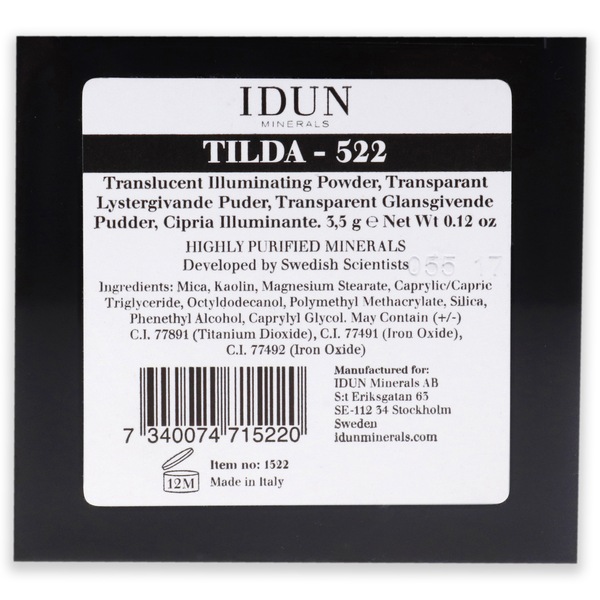 IDUN
MINERALS
TILDA - 522
Translucent Illuminating Powder, Transparant
Lystergivande Puder, Transparent Glansgivende
Pudder, Cipria Illuminante. 3,5 g ℮ Net Wt 0.12 oz
HIGHLY PURIFIED MINERALS
Developed by Swedish Scientists
055 17
Ingredients: Mica, Kaolin, Magnesium Stearate, Caprylic/Capric
Triglyceride, Octyldodecanol, Polymethyl Methacrylate, Silica,
Phenethyl Alcohol, Caprylyl Glycol. May Contain (+/-)
C.I. 77891 (Titanium Dioxide), C.I. 77491 (Iron Oxide),
C.I. 77492 (Iron Oxide)
7 340074 715220
Manufactured for:
IDUN Minerals AB
S:t Eriksgatan 63
SE-112 34 Stockholm
Sweden
idunminerals.com
12M
Item no: 1522
Made in Italy